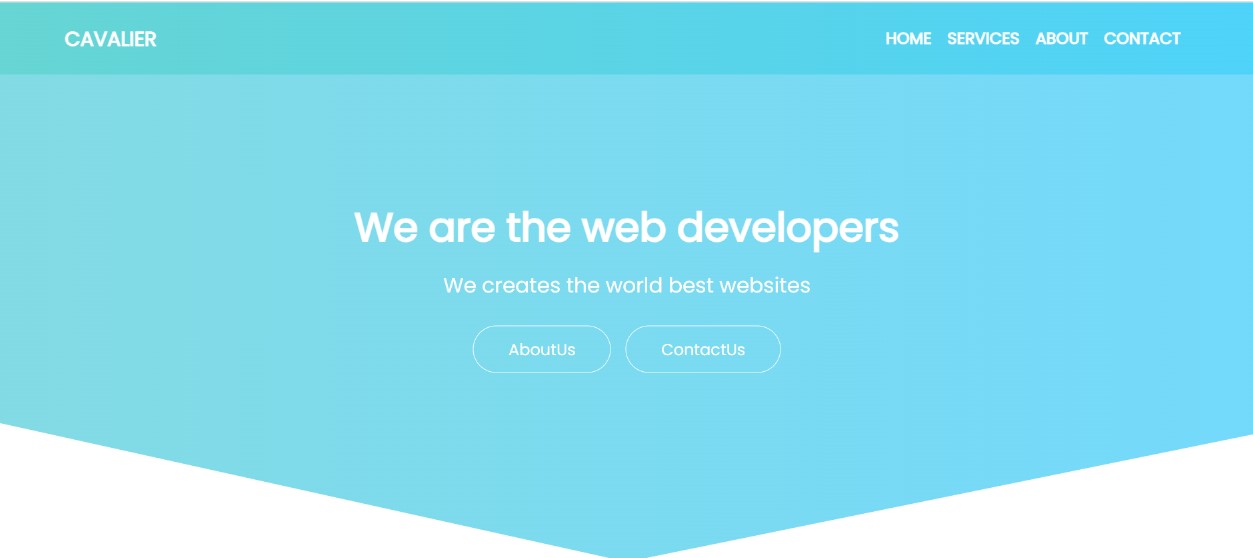 CAVALIER
HOME SERVICES ABOUT CONTACT
We are the web developers
We creates the world best websites
AboutUs ContactUs